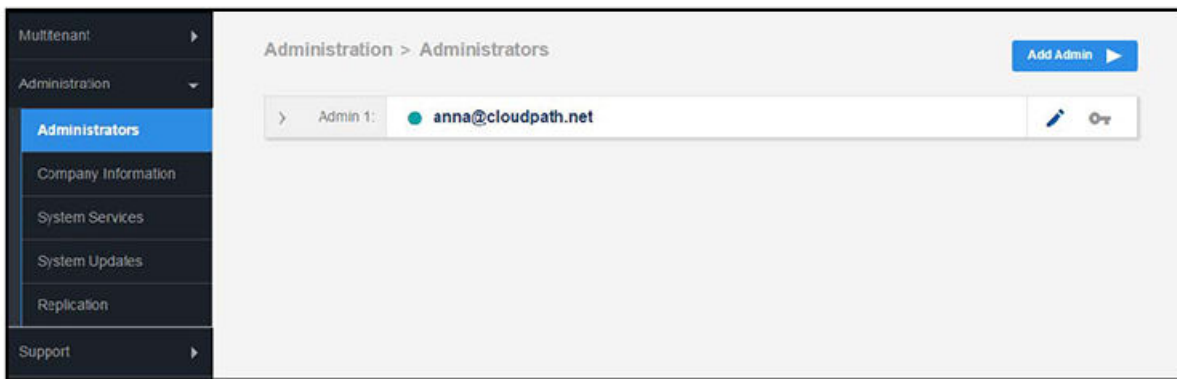 Multitenant
Administration
Administrators
Company Information
System Services
System Updates
Replication
Support
Administration > Administrators
Add Admin
Admin 1:
anna@cloudpath.net